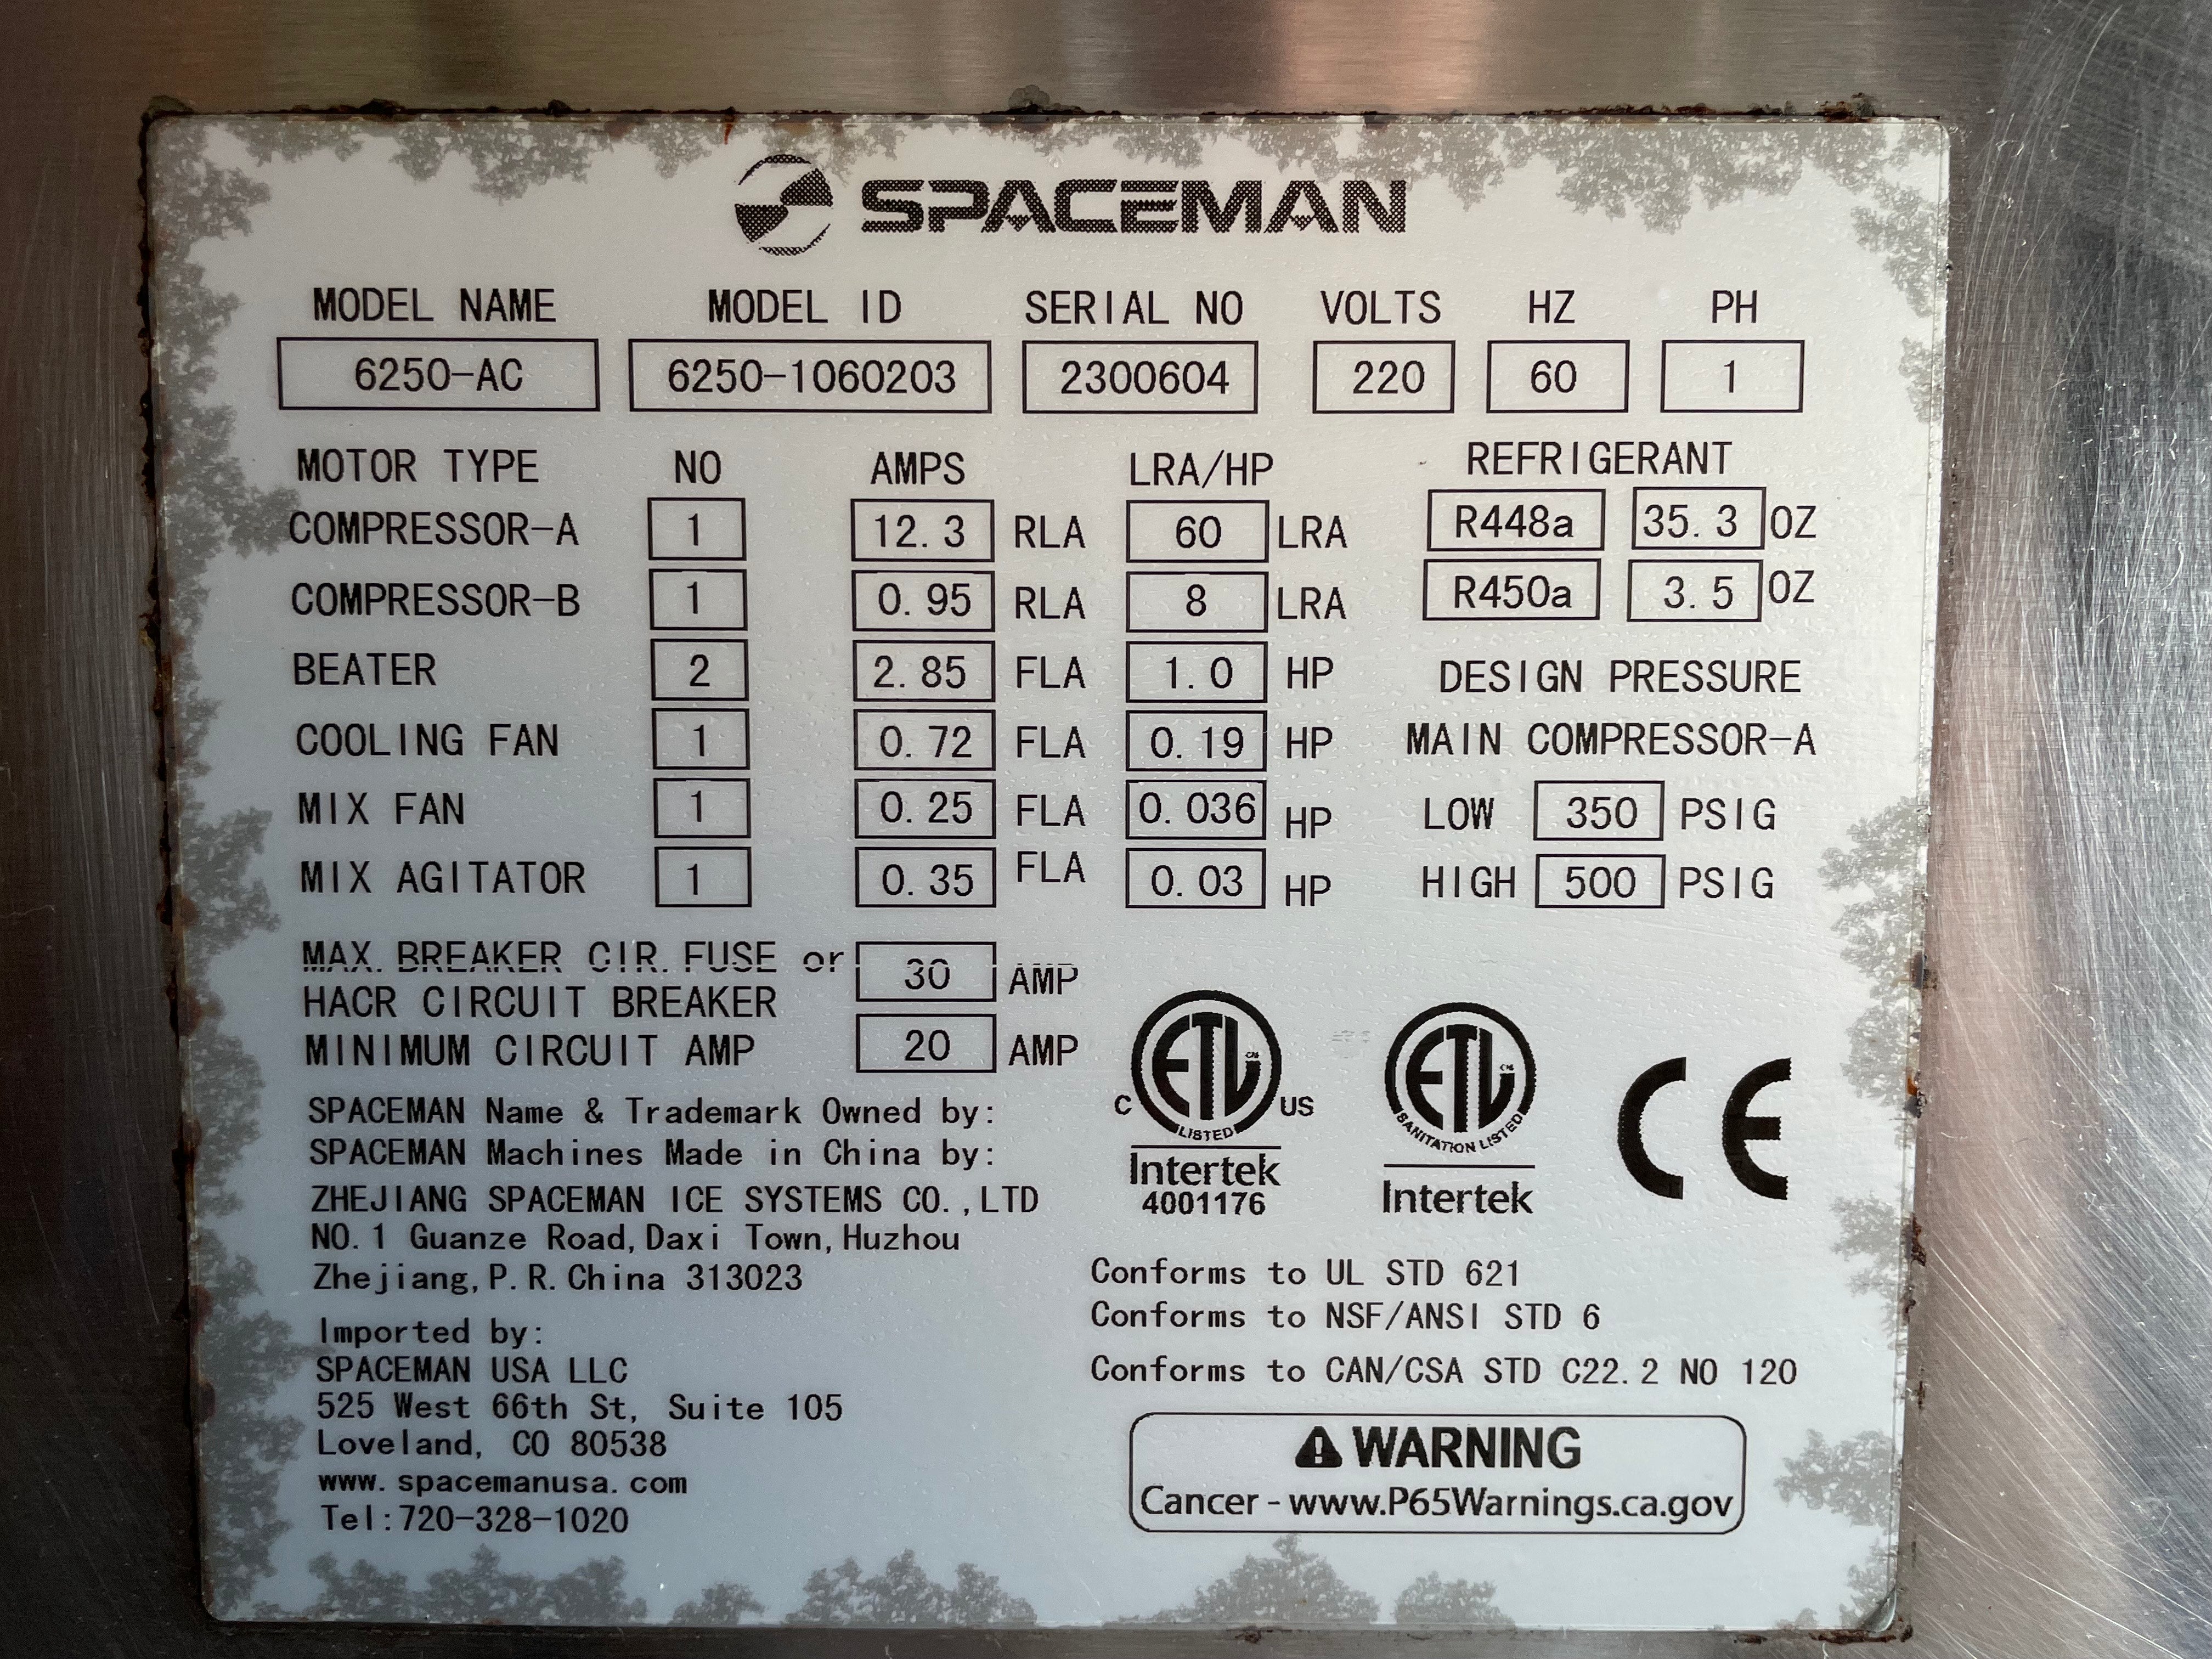 SPACEMAN
MODEL NAME MODEL ID SERIAL NO VOLTS HZ PH
6250-AC 6250-1060203 2300604 220 60 1
MOTOR TYPE NO AMPS LRA/HP REFRIGERANT
COMPRESSOR-A 1 12.3 RLA 60 LRA R448a 35.3 OZ
COMPRESSOR-B 1 0.95 RLA 8 LRA R450a 3.5 OZ
BEATER 2 2.85 FLA 1.0 HP DESIGN PRESSURE
COOLING FAN 1 0.72 FLA 0.19 HP MAIN COMPRESSOR-A
MIX FAN 1 0.25 FLA 0.036 HP LOW 350 PSIG
MIX AGITATOR 1 0.35 FLA 0.03 HP HIGH 500 PSIG
MAX. BREAKER CIR. FUSE or 30 AMP
HACR CIRCUIT BREAKER
MINIMUM CIRCUIT AMP 20 AMP
SPACEMAN Name & Trademark Owned by:
SPACEMAN Machines Made in China by:
ZHEJIANG SPACEMAN ICE SYSTEMS CO.,LTD
NO.1 Guanze Road,Daxi Town,Huzhou
Zhejiang,P.R.China 313023
Imported by:
SPACEMAN USA LLC
525 West 66th St, Suite 105
Loveland, CO 80538
www.spacemanusa.com
Tel:720-328-1020
ETL
C US
LISTED
Intertek
4001176
ETL
SANITATION LISTED
Intertek
CE
Conforms to UL STD 621
Conforms to NSF/ANSI STD 6
Conforms to CAN/CSA STD C22.2 NO 120
WARNING
Cancer - www.P65Warnings.ca.gov